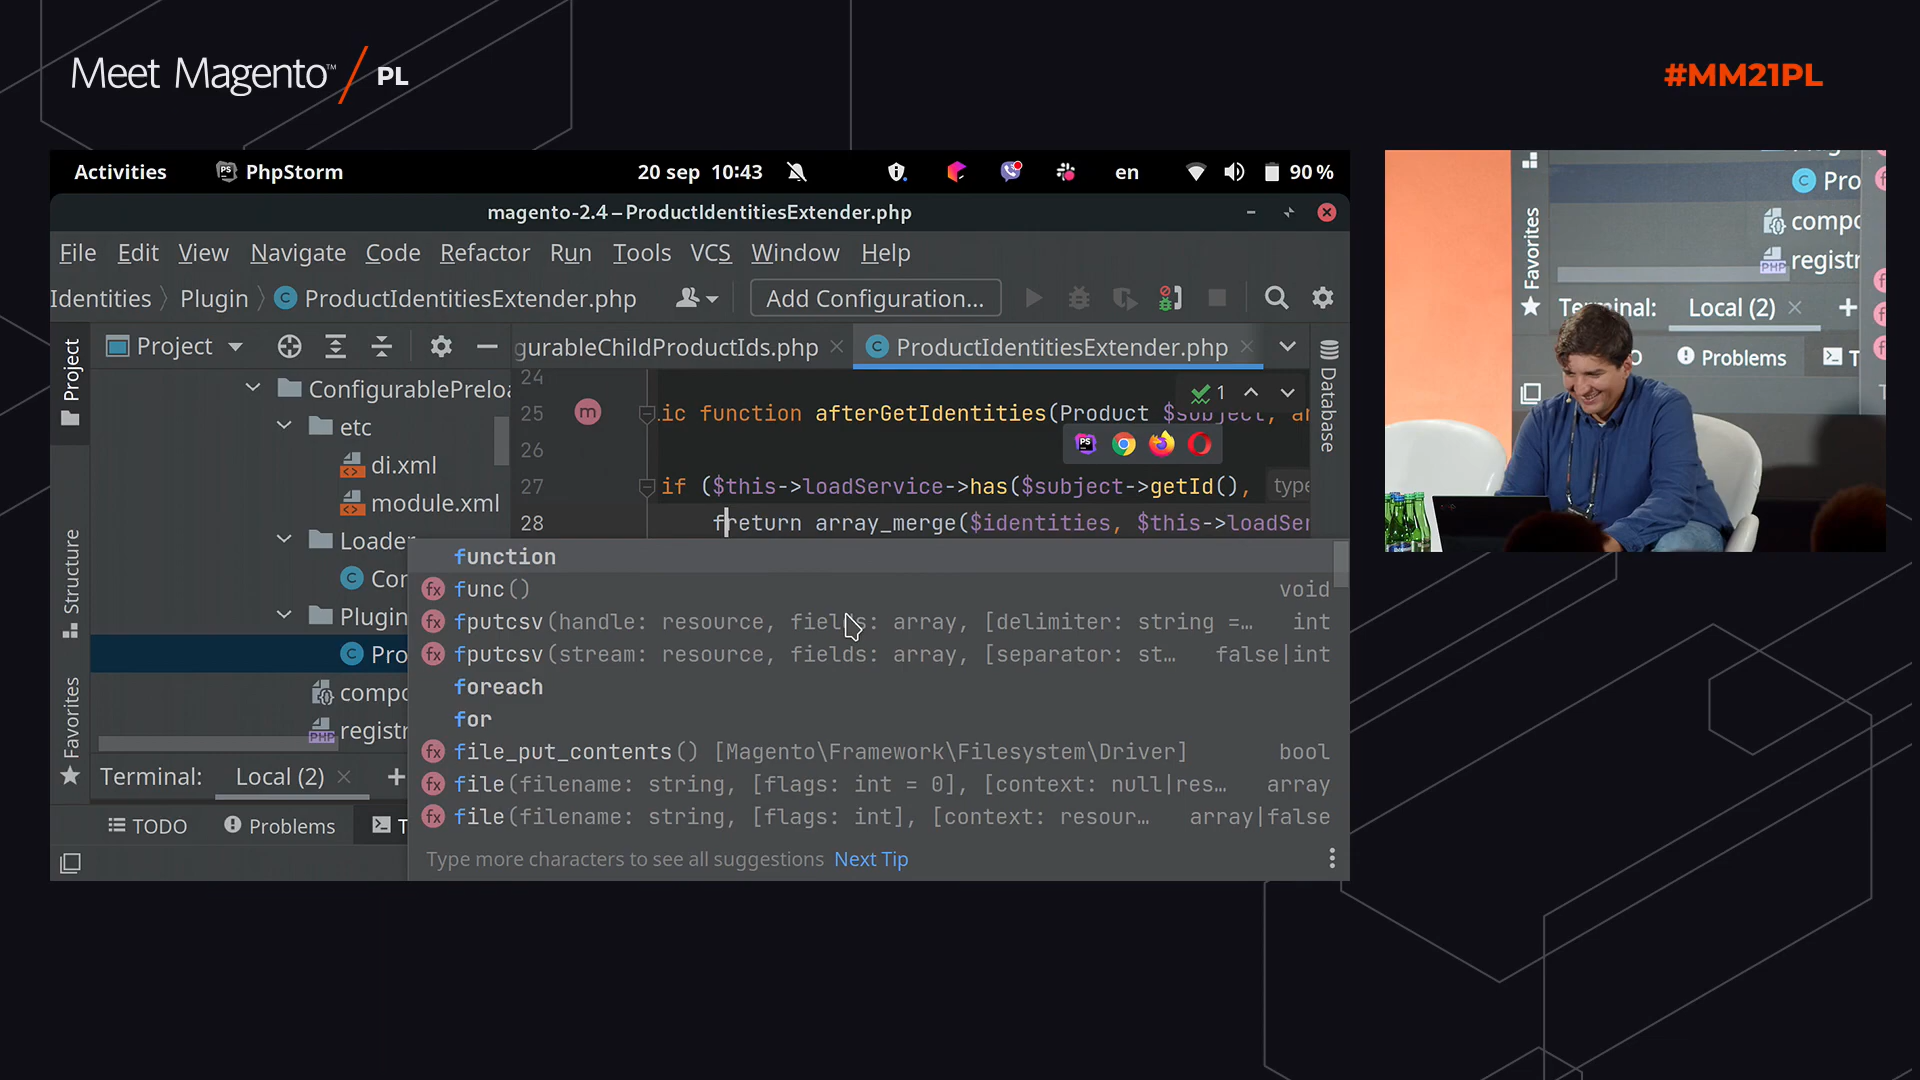 Meet Magento™ / PL
#MM21PL
Activities PhpStorm 20 sep 10:43 en 90 %
magento-2.4 – ProductIdentitiesExtender.php
File Edit View Navigate Code Refactor Run Tools VCS Window Help
Identities Plugin ProductIdentitiesExtender.php Add Configuration...
Project
Project
gurableChildProductIds.php
ProductIdentitiesExtender.php
Database
ConfigurablePreloa
etc
di.xml
module.xml
Loader
Con
Plugin
Pro
compo
registr
Structure
Favorites
24
25 ic function afterGetIdentities(Product $subject, ar
26
27 if ($this->loadService->has($subject->getId(), type
28 freturn array_merge($identities, $this->loadSer
1
function
func() void
fputcsv(handle: resource, fields: array, [delimiter: string =… int
fputcsv(stream: resource, fields: array, [separator: st… false|int
foreach
for
file_put_contents() [Magento\Framework\Filesystem\Driver] bool
file(filename: string, [flags: int = 0], [context: null|res… array
file(filename: string, [flags: int], [context: resour… array|false
Type more characters to see all suggestions Next Tip
Terminal: Local (2)
TODO Problems T
Pro
compo
registr
Favorites
Terminal: Local (2)
Problems